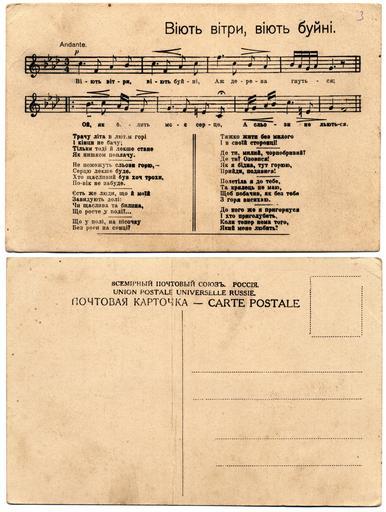 Віють вітри, віють буйні.
3
Andante.
p
Ві-ють віт-ри, ві-ють буй-ні, Аж де-ре-ва гнуть-ся;
Ой, як бо-лить мо-є сер-це, А сльо-зи не ллють-ся.
Трачу літа в лютім горі
І кінця не бачу;
Тільки тоді й лекше стане
Як нишком поплачу.
Не поможуть сльози горю,
Серцю лекше буде.
Хто щасливий був хоч трохи,
По-вік не забуде.
Єсть же люди, що й моїй
Завидують долі:
Чи щаслива та билина,
Що росте у полі?..
Що у полі, на пісочку
Без роси на сонці?
Тяжко жити без милого
І в своїй сторонці!
Де ти, милий, чорнобривий?
Де ти? Озовися!
Як я бідна, тут горюю,
Прийди, подивися!
Полетіла я до тебе,
Та крилець не маю,
Щоб побачив, як без тебе
З горя висихаю.
До кого ж я пригорнуся
І хто приголубить,
Коли тепер нема того,
Який мене любить?
ВСЕМІРНЫЙ ПОЧТОВЫЙ СОЮЗЪ. РОССІЯ.
UNION POSTALE UNIVERSELLE RUSSIE.
ПОЧТОВАЯ КАРТОЧКА — CARTE POSTALE